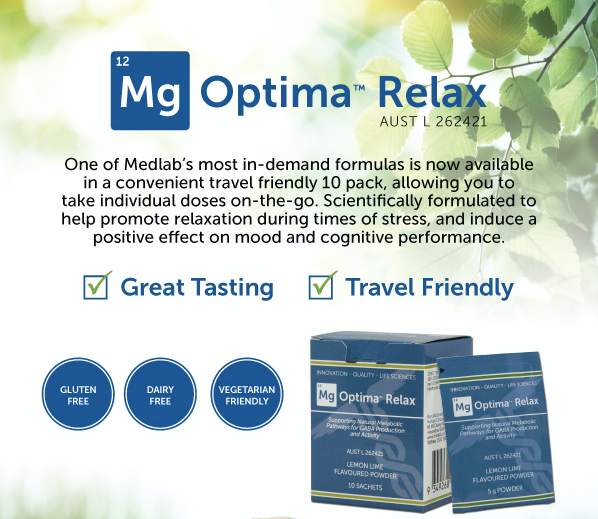 12
Mg Optima™ Relax
AUST L 262421
One of Medlab's most in-demand formulas is now available
in a convenient travel friendly 10 pack, allowing you to
take individual doses on-the-go. Scientifically formulated to
help promote relaxation during times of stress, and induce a
positive effect on mood and cognitive performance.
Great Tasting
Travel Friendly
GLUTEN
FREE
DAIRY
FREE
VEGETARIAN
FRIENDLY
INNOVATION - QUALITY - LIFE SCIENCES
12
Mg Optima™ Relax
Supporting Natural Metabolic
Pathways for GABA Production
and Activity
AUST L 262421
LEMON LIME
FLAVOURED POWDER
10 SACHETS
INNOVATION - QUALITY - LIFE SCIENCES
12
Mg Optima™ Relax
Supporting Natural Metabolic
Pathways for GABA Production
and Activity
AUST L 262421
LEMON LIME
FLAVOURED POWDER
5 g POWDER